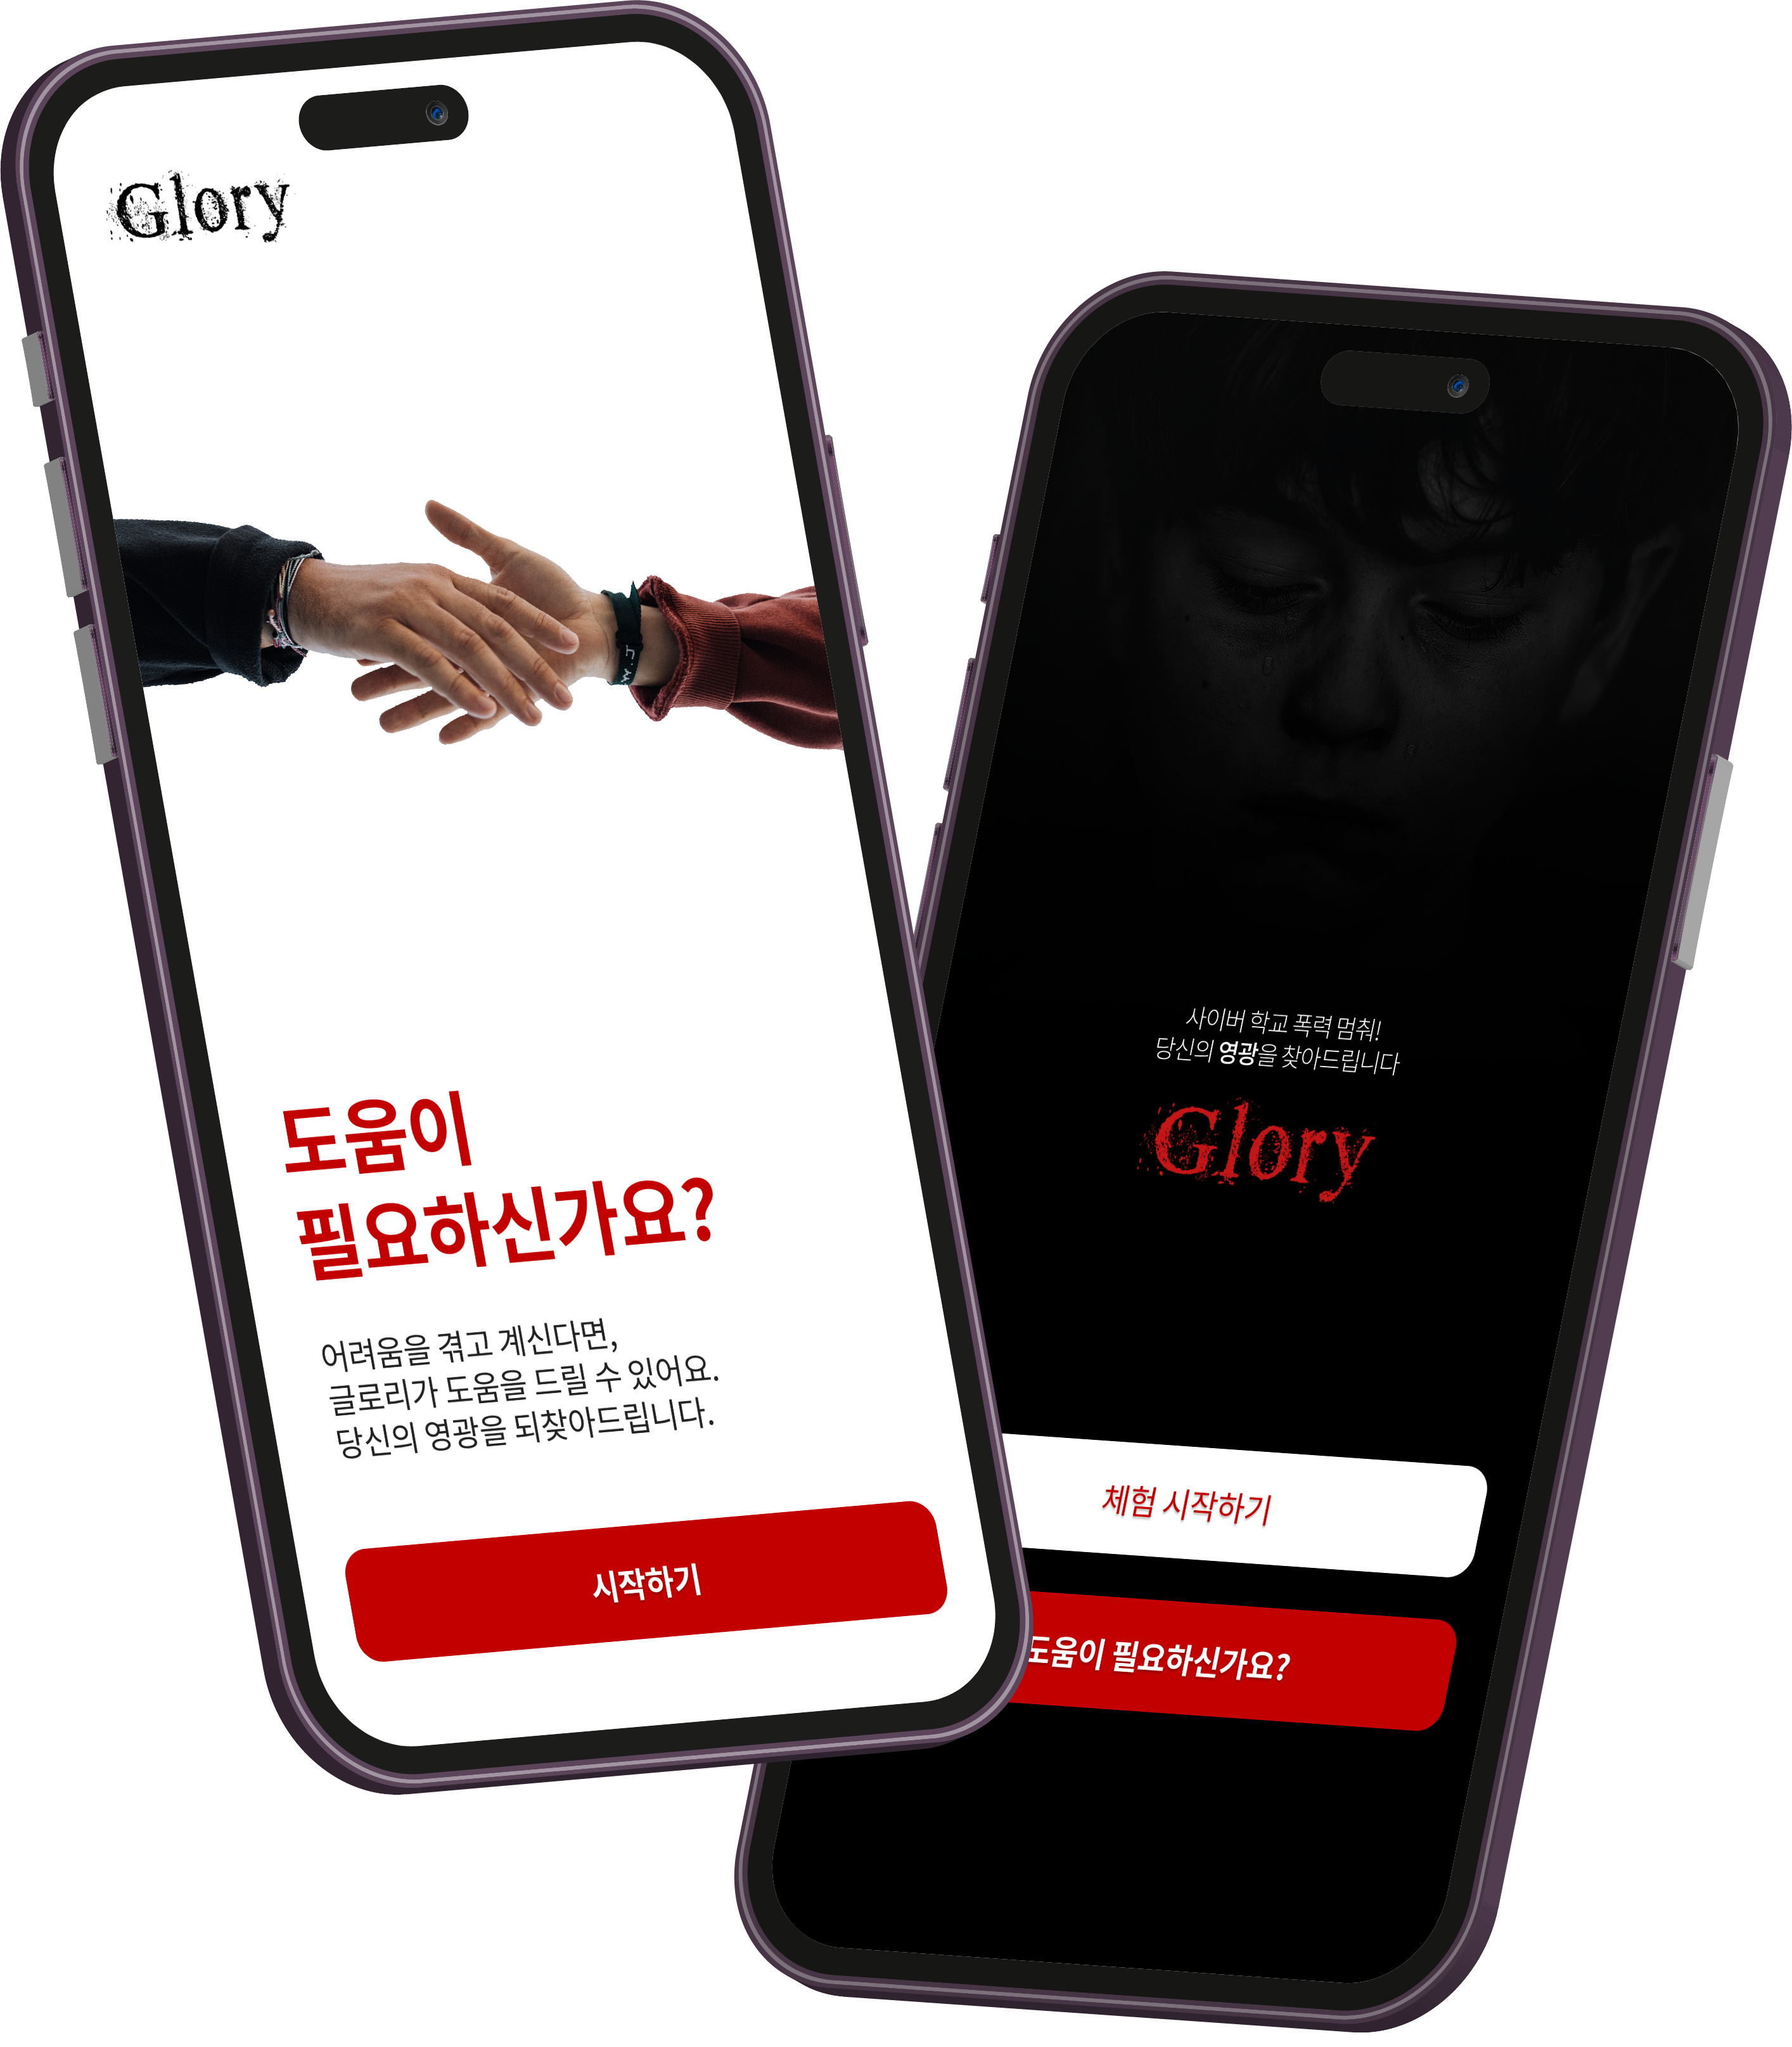 Glory
W.J
도움이
필요하신가요?
어려움을 겪고 계신다면,
글로리가 도움을 드릴 수 있어요.
당신의 영광을 되찾아드립니다.
시작하기
사이버 학교 폭력 멈춰!
당신의 영광을 찾아드립니다
Glory
체험 시작하기
도움이 필요하신가요?